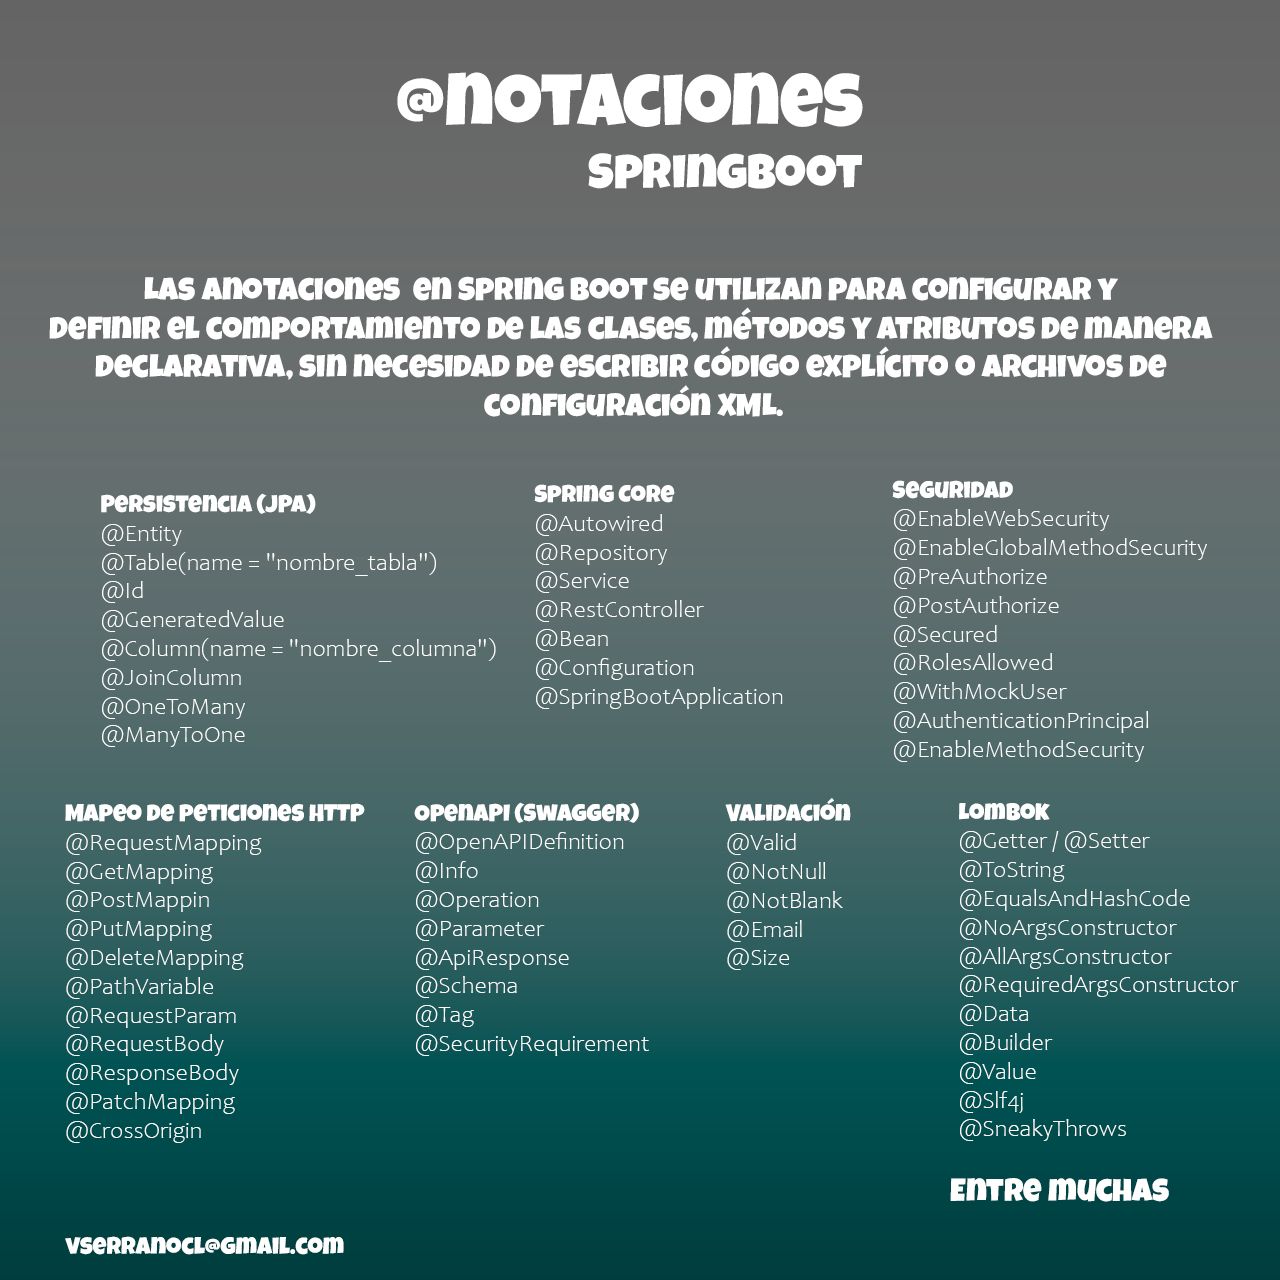 @notaciones
SpringBoot
Las anotaciones en Spring Boot se utilizan para configurar y
definir el comportamiento de las clases, métodos y atributos de manera
declarativa, sin necesidad de escribir código explícito o archivos de
configuración XML.
Persistencia (JPA)
@Entity
@Table(name = "nombre_tabla")
@Id
@GeneratedValue
@Column(name = "nombre_columna")
@JoinColumn
@OneToMany
@ManyToOne
Spring Core
@Autowired
@Repository
@Service
@RestController
@Bean
@Configuration
@SpringBootApplication
Seguridad
@EnableWebSecurity
@EnableGlobalMethodSecurity
@PreAuthorize
@PostAuthorize
@Secured
@RolesAllowed
@WithMockUser
@AuthenticationPrincipal
@EnableMethodSecurity
Mapeo de Peticiones HTTP
@RequestMapping
@GetMapping
@PostMappin
@PutMapping
@DeleteMapping
@PathVariable
@RequestParam
@RequestBody
@ResponseBody
@PatchMapping
@CrossOrigin
OpenAPI (Swagger)
@OpenAPIDefinition
@Info
@Operation
@Parameter
@ApiResponse
@Schema
@Tag
@SecurityRequirement
Validación
@Valid
@NotNull
@NotBlank
@Email
@Size
Lombok
@Getter / @Setter
@ToString
@EqualsAndHashCode
@NoArgsConstructor
@AllArgsConstructor
@RequiredArgsConstructor
@Data
@Builder
@Value
@Slf4j
@SneakyThrows
Entre muchas
vserranocl@gmail.com